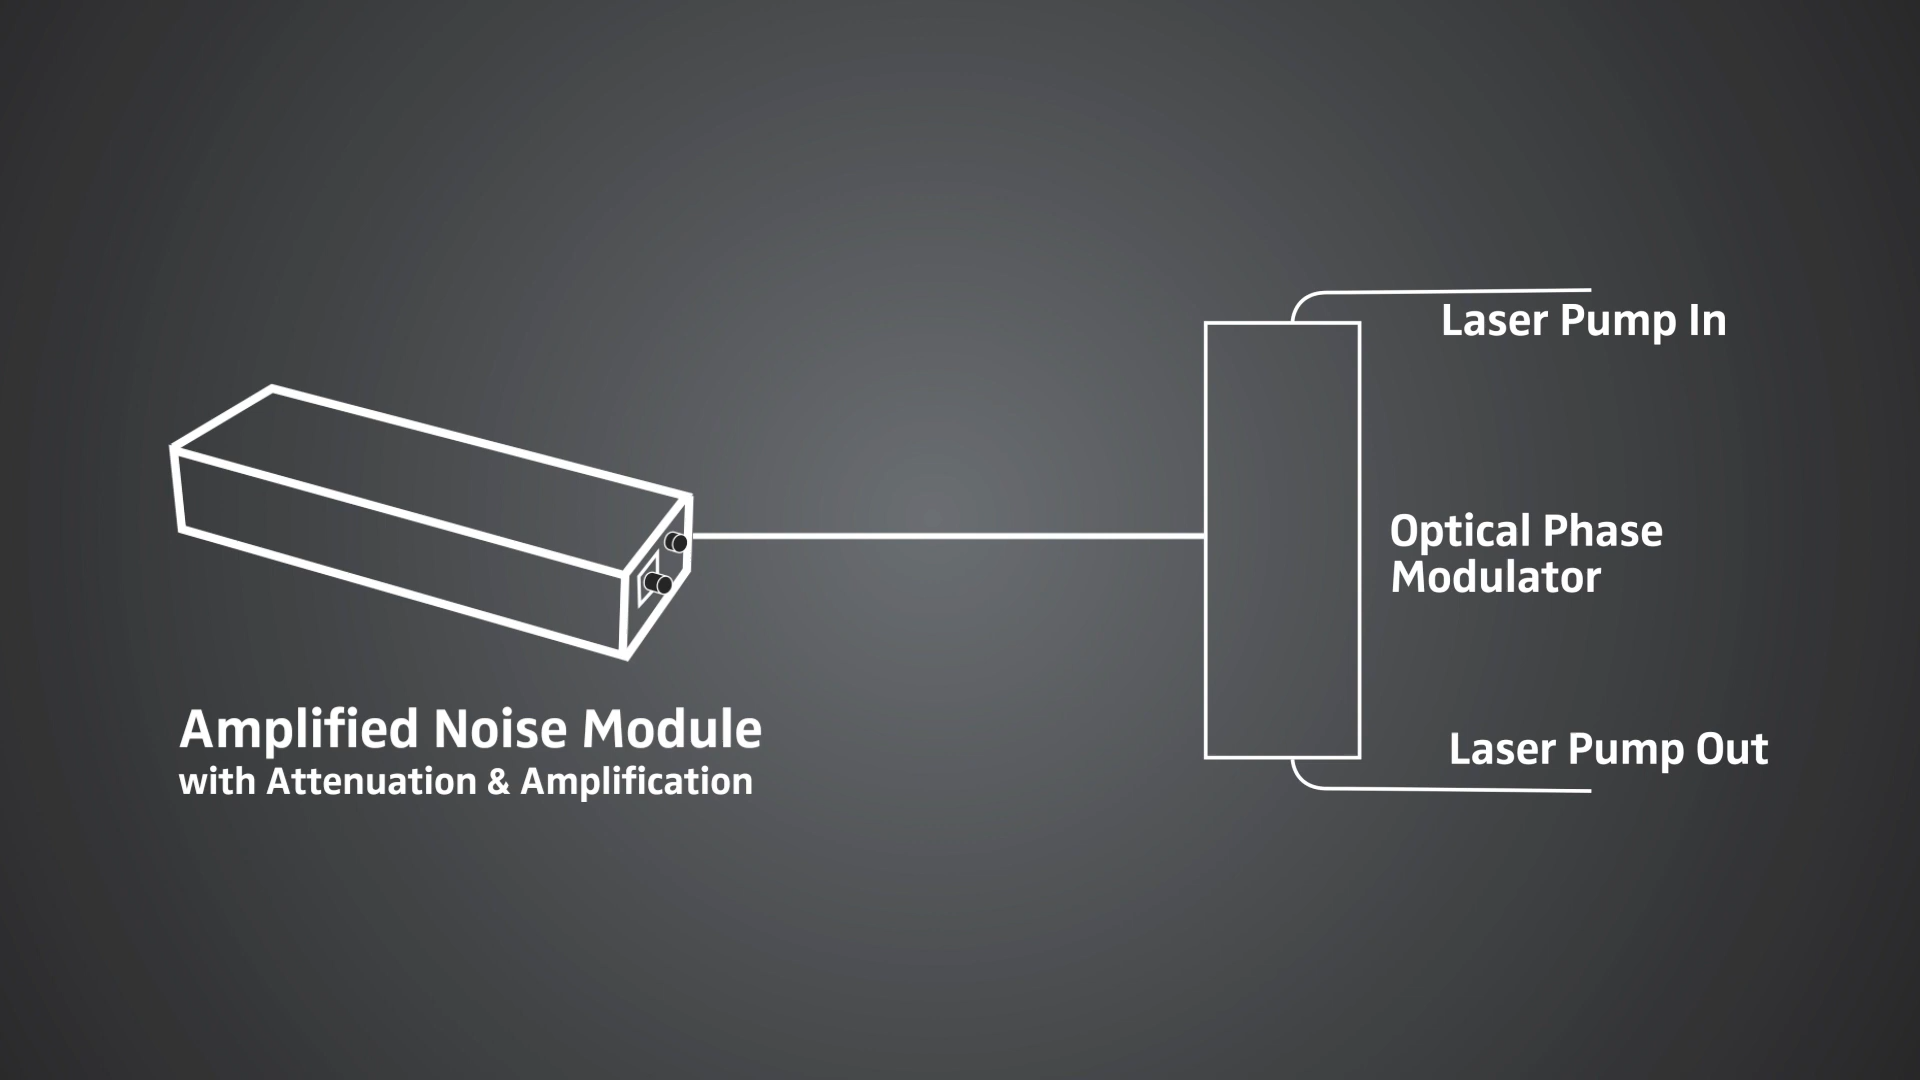 Laser Pump In
Optical Phase
Modulator
Amplified Noise Module
with Attenuation & Amplification
Laser Pump Out